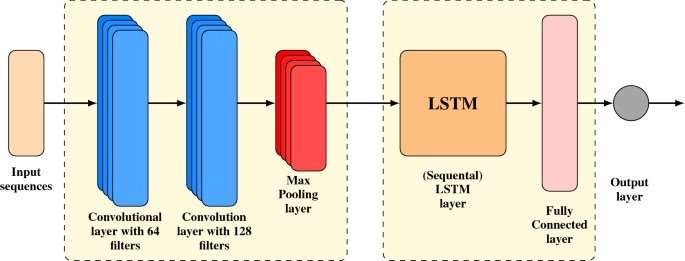 LSTM
Input
sequences
Convolutional
layer with 64
filters
Convolution
layer with 128
filters
Max
Pooling
layer
(Sequential)
LSTM
layer
Fully
Connected
layer
Output
layer